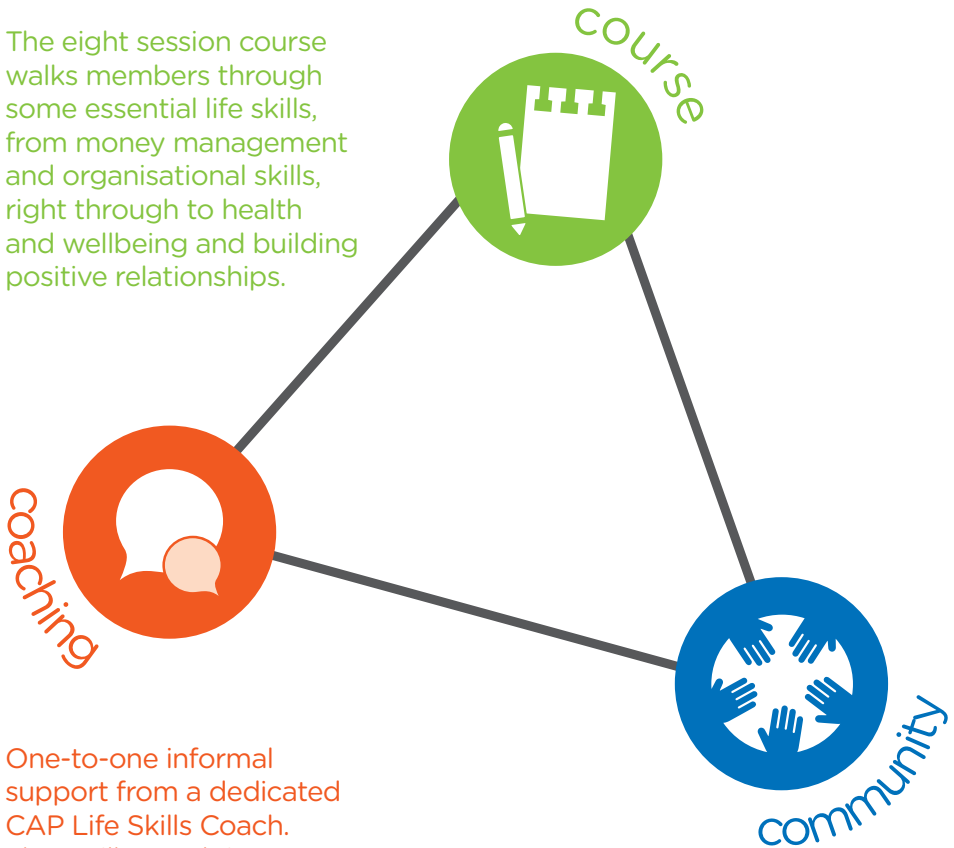 course
The eight session course
walks members through
some essential life skills,
from money management
and organisational skills,
right through to health
and wellbeing and building
positive relationships.
coaching
community
One-to-one informal
support from a dedicated
CAP Life Skills Coach.